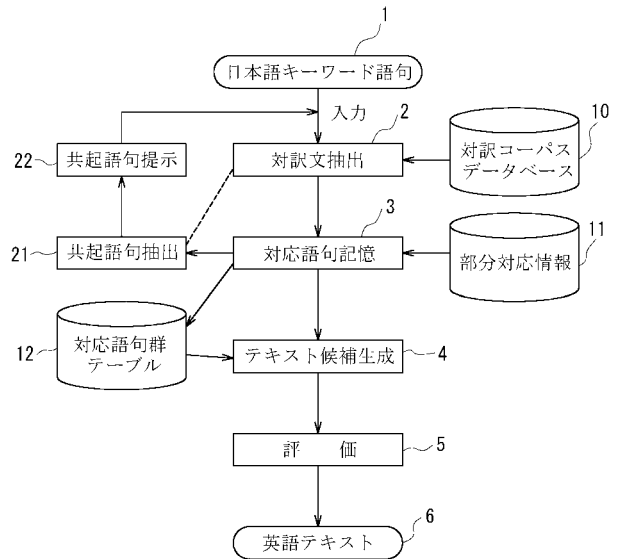 1
日本語キーワード語句
入力
2
22
共起語句提示
対訳文抽出
10
対訳コーパス
データベース
3
21
共起語句抽出
対応語句記憶
11
部分対応情報
12
対応語句群
テーブル
テキスト候補生成
4
評 価
5
6
英語テキスト